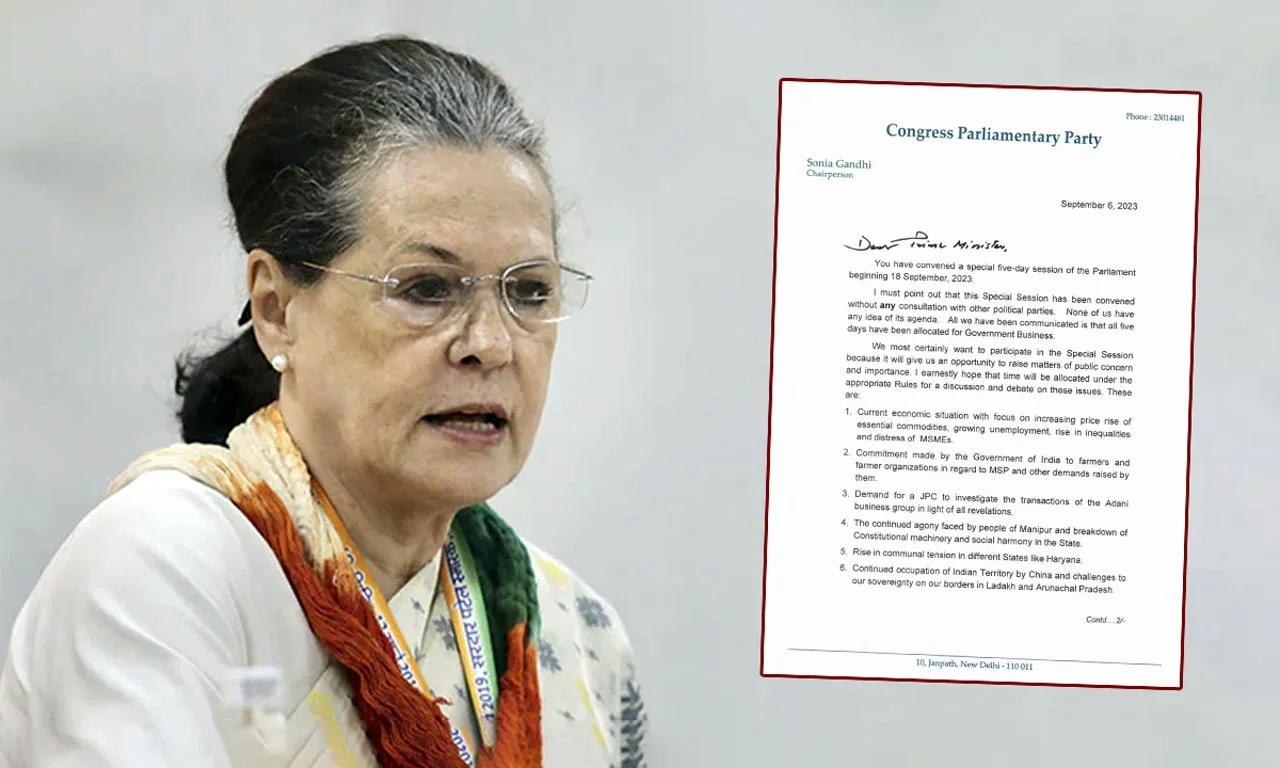 Phone : 23014481
Congress Parliamentary Party
Sonia Gandhi
Chairperson
September 6, 2023
Dear Prime Minister,
You have convened a special five-day session of the Parliament
beginning 18 September, 2023.
I must point out that this Special Session has been convened
without any consultation with other political parties. None of us have
any idea of its agenda. All we have been communicated is that all five
days have been allocated for Government Business.
We most certainly want to participate in the Special Session
because it will give us an opportunity to raise matters of public concern
and importance. I earnestly hope that time will be allocated under the
appropriate Rules for a discussion and debate on these issues. These
are:
1. Current economic situation with focus on increasing price rise of
essential commodities, growing unemployment, rise in inequalities
and distress of MSMEs.
2. Commitment made by the Government of India to farmers and
farmer organizations in regard to MSP and other demands raised by
them.
3. Demand for a JPC to investigate the transactions of the Adani
business group in light of all revelations.
4. The continued agony faced by people of Manipur and breakdown of
Constitutional machinery and social harmony in the State.
5. Rise in communal tension in different States like Haryana.
6. Continued occupation of Indian Territory by China and challenges to
our sovereignty on our borders in Ladakh and Arunachal Pradesh.
Contd....2/-
10, Janpath, New Delhi - 110 011